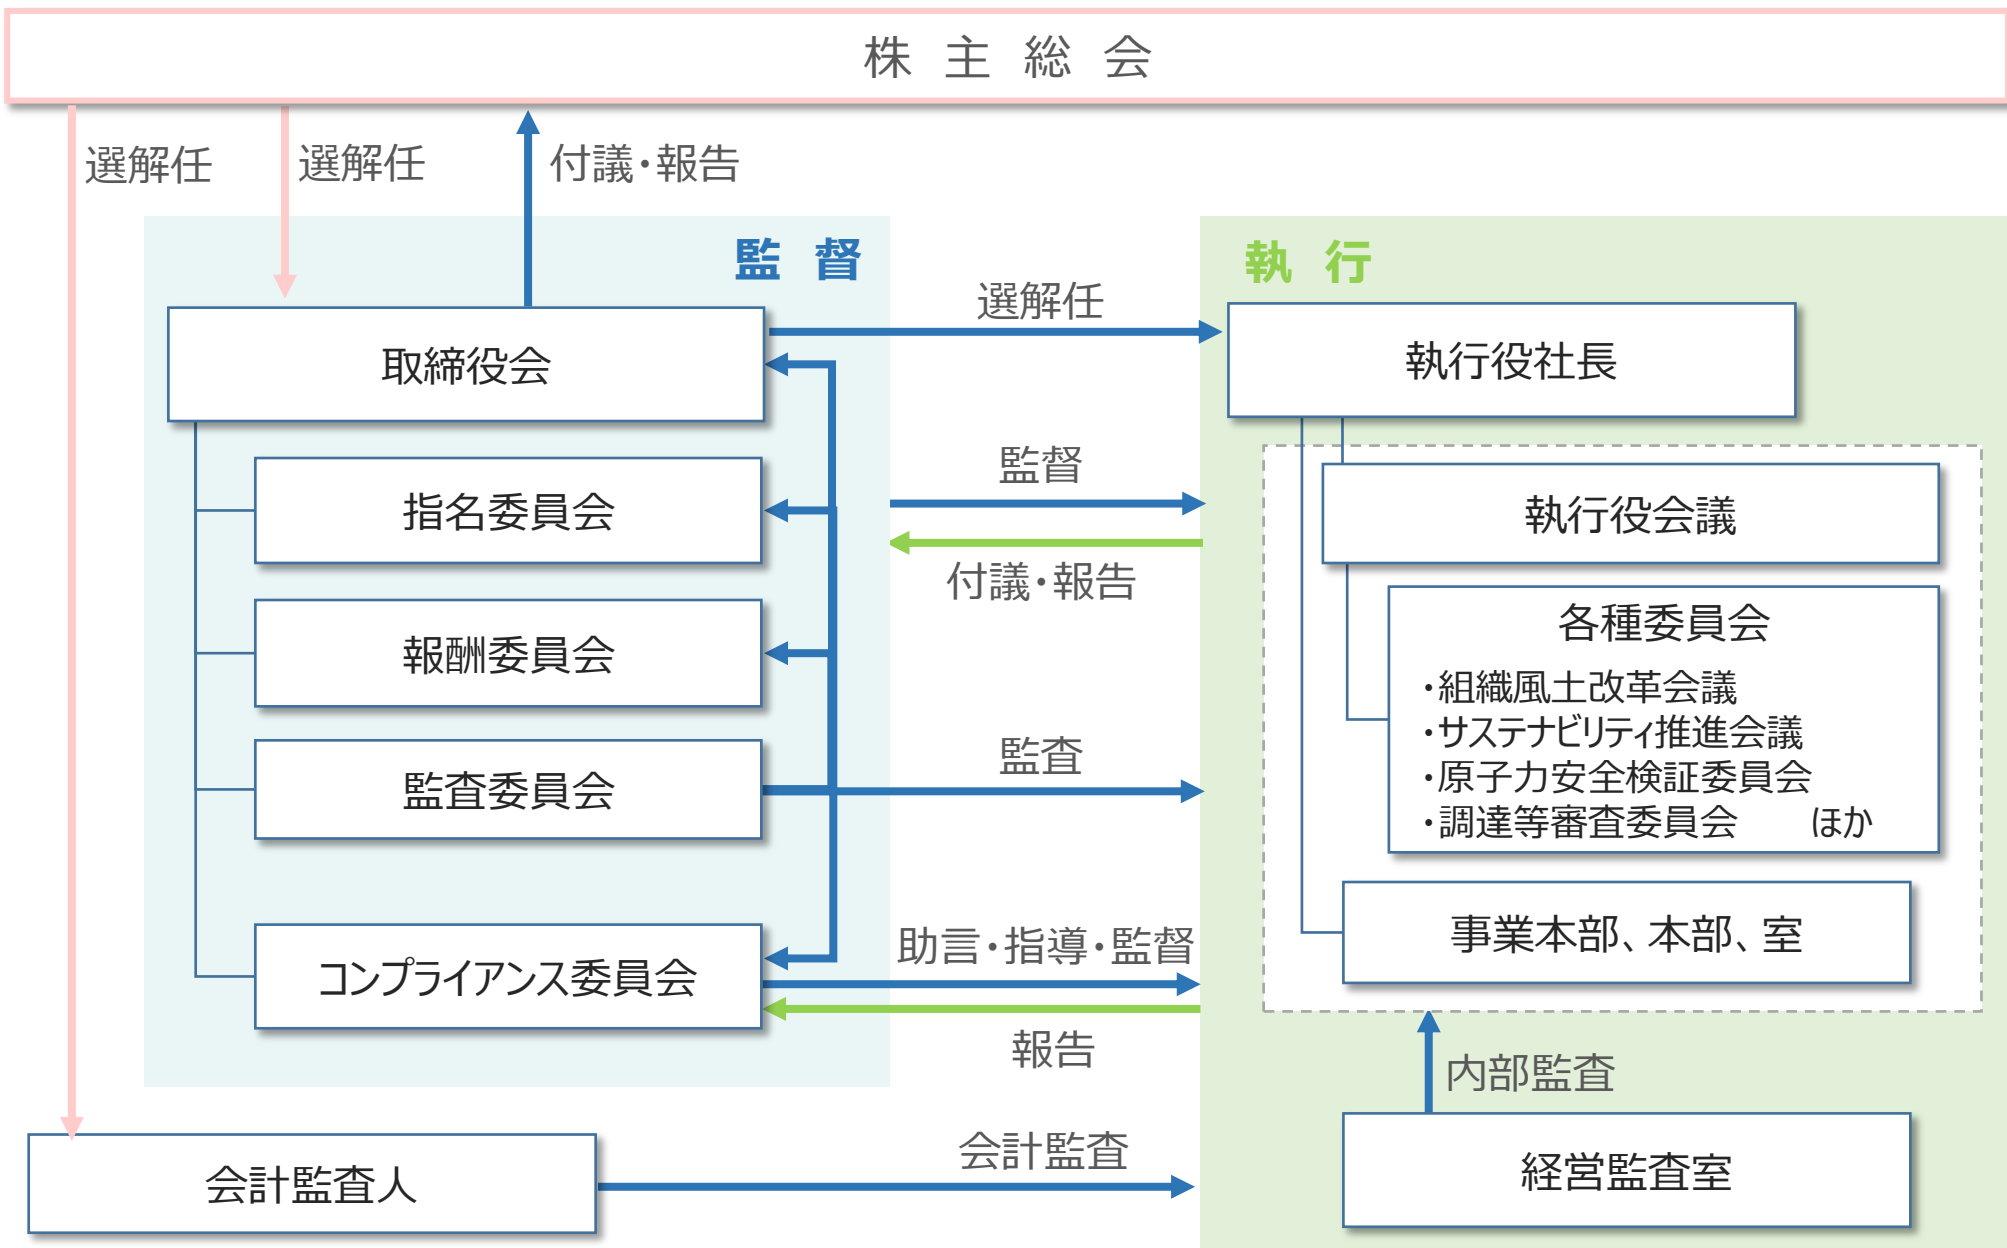 株 主 総 会
選解任
選解任
付議・報告
監 督
執 行
取締役会
選解任
執行役社長
指名委員会
監督
付議・報告
執行役会議
報酬委員会
各種委員会
・組織風土改革会議
・サステナビリティ推進会議
・原子力安全検証委員会
・調達等審査委員会 ほか
監査委員会
監査
事業本部、本部、室
コンプライアンス委員会
助言・指導・監督
報告
内部監査
会計監査人
会計監査
経営監査室